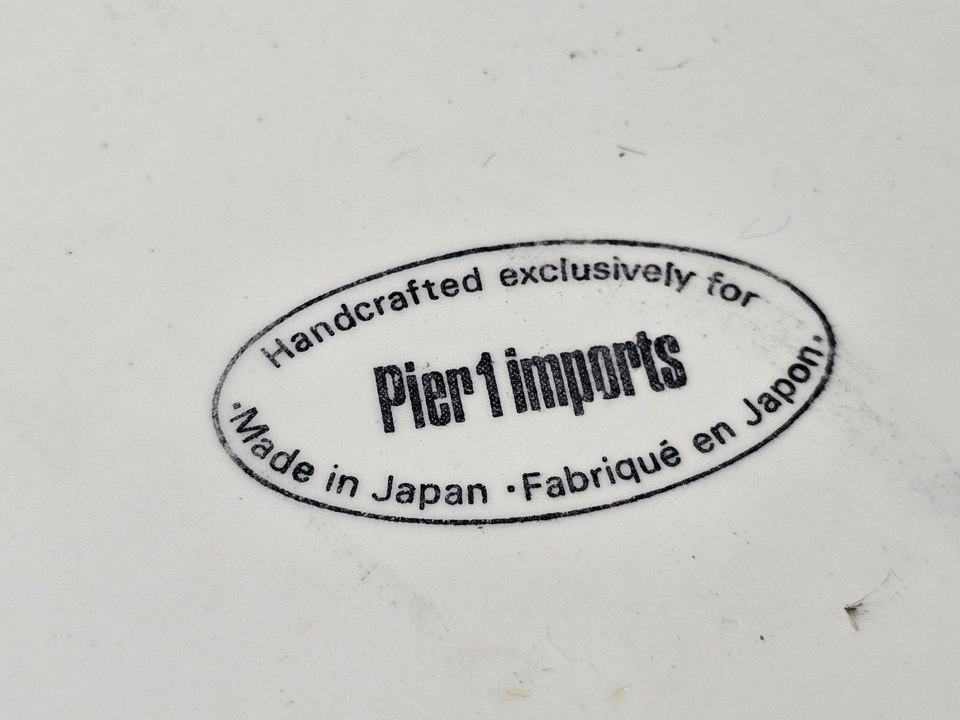 Handcrafted exclusively for
Pier 1 imports
·Made in Japan · Fabriqué en Japon·